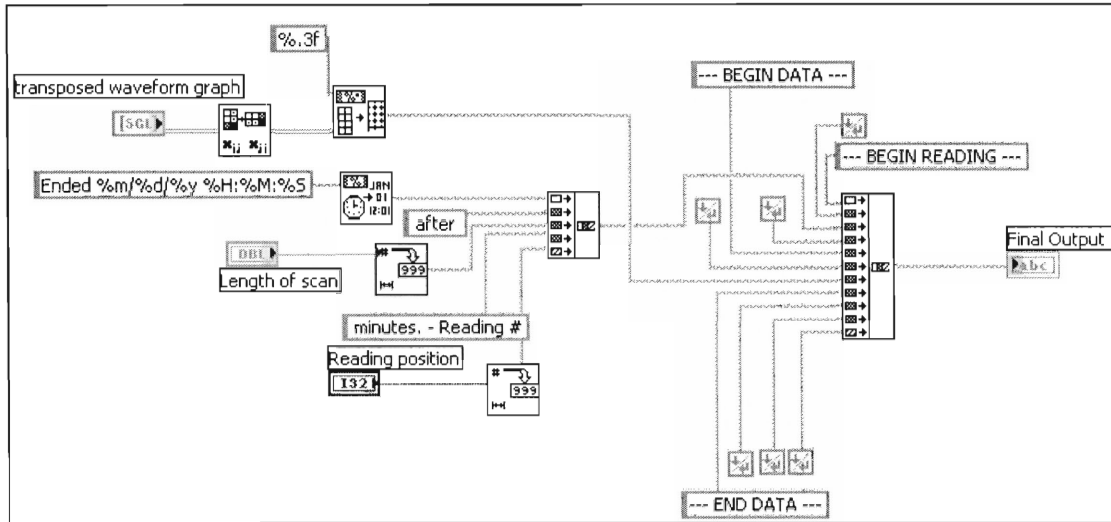 %.3f
transposed waveform graph
[SGL]
--- BEGIN DATA ---
--- BEGIN READING ---
Ended %m/%d/%y %H:%M:%S
JAN
01
12:01
after
DBL
Length of scan
999
Final Output
abc
minutes. - Reading #
Reading position
I32
#
999
--- END DATA ---